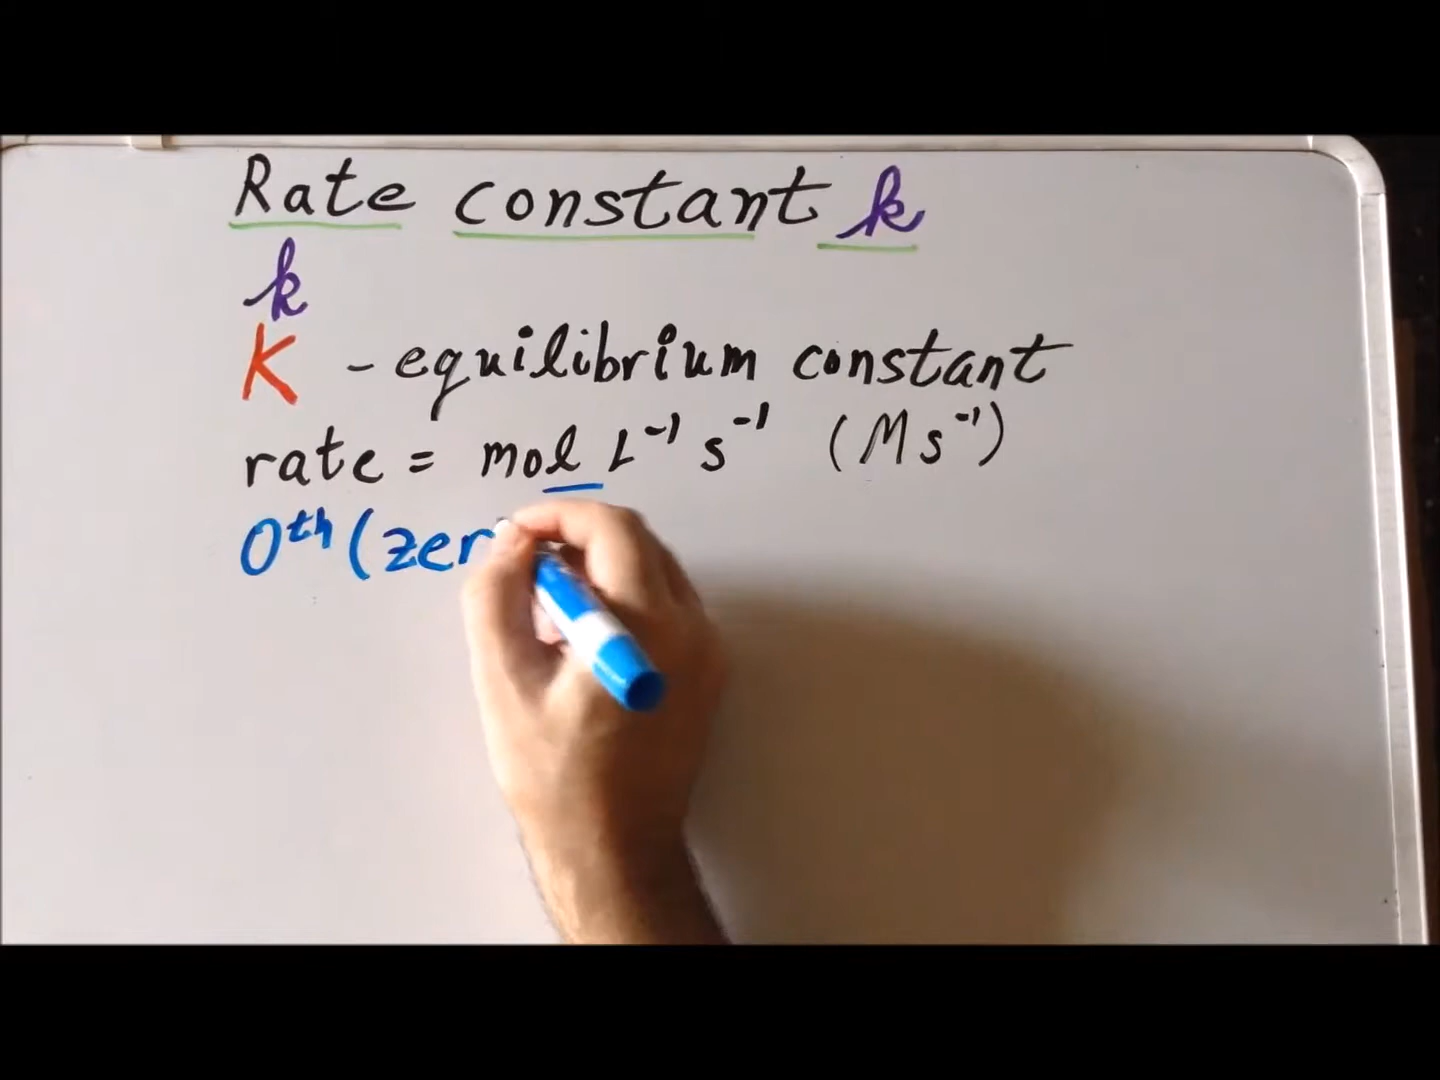 Rate constant k
k
K - equilibrium constant
rate = mol L⁻¹ s⁻¹ (M s⁻¹)
0ᵗʰ (zer